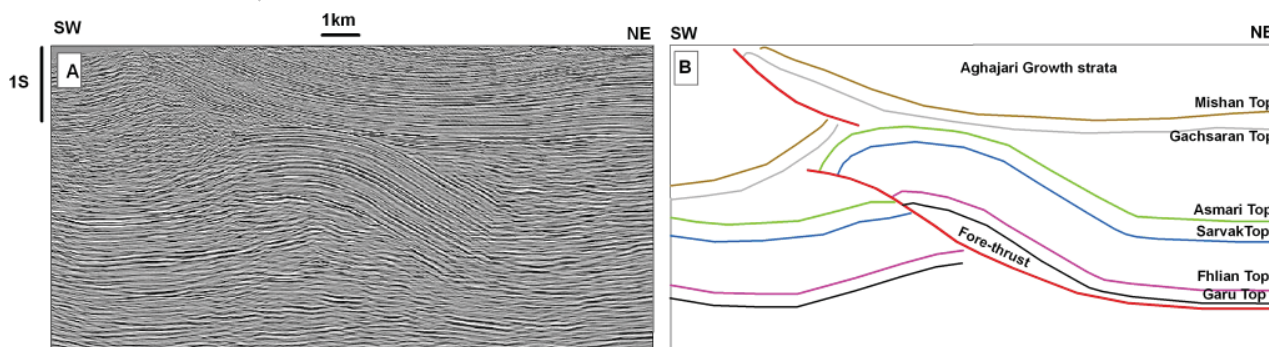 SW
1km
NE
1S
A
SW
NE
B
Aghajari Growth strata
Mishan Top
Gachsaran Top
Asmari Top
SarvakTop
Fore-thrust
Fhlian Top
Garu Top